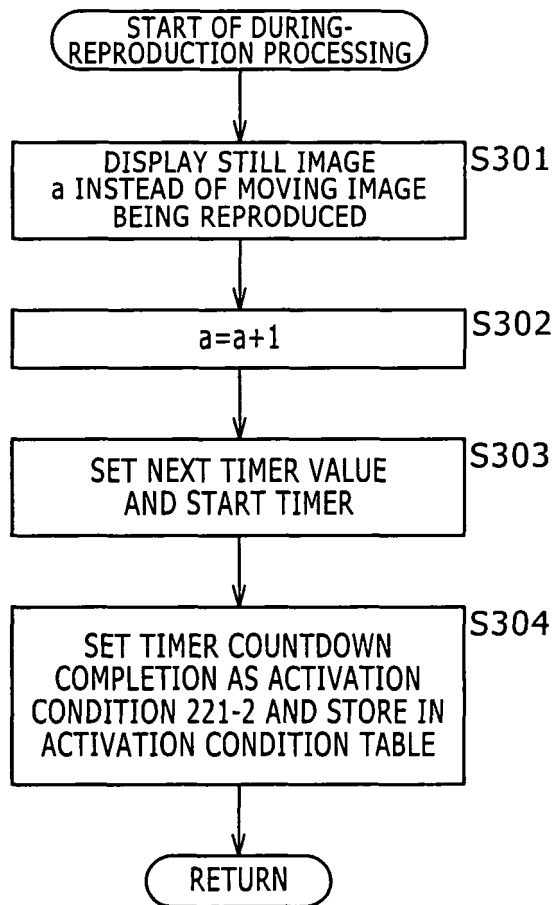 START OF DURING-
REPRODUCTION PROCESSING
DISPLAY STILL IMAGE
a INSTEAD OF MOVING IMAGE
BEING REPRODUCED
S301
a=a+1
S302
SET NEXT TIMER VALUE
AND START TIMER
S303
SET TIMER COUNTDOWN
COMPLETION AS ACTIVATION
CONDITION 221-2 AND STORE IN
ACTIVATION CONDITION TABLE
S304
RETURN